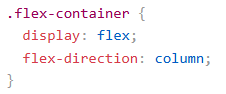 .flex-container {
  display: flex;
  flex-direction: column;
}